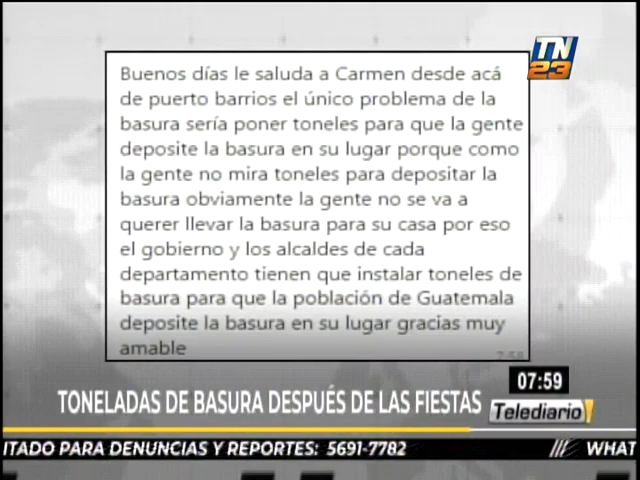 TN
23
Buenos días le saluda a Carmen desde acá
de puerto barrios el único problema de la
basura sería poner toneles para que la gente
deposite la basura en su lugar porque como
la gente no mira toneles para depositar la
basura obviamente la gente no se va a
querer llevar la basura para su casa por eso
el gobierno y los alcaldes de cada
departamento tienen que instalar toneles de
basura para que la población de Guatemala
deposite la basura en su lugar gracias muy
amable
7:58
07:59
TONELADAS DE BASURA DESPUÉS DE LAS FIESTAS
Telediario
ITADO PARA DENUNCIAS Y REPORTES: 5691-7782
WHAT